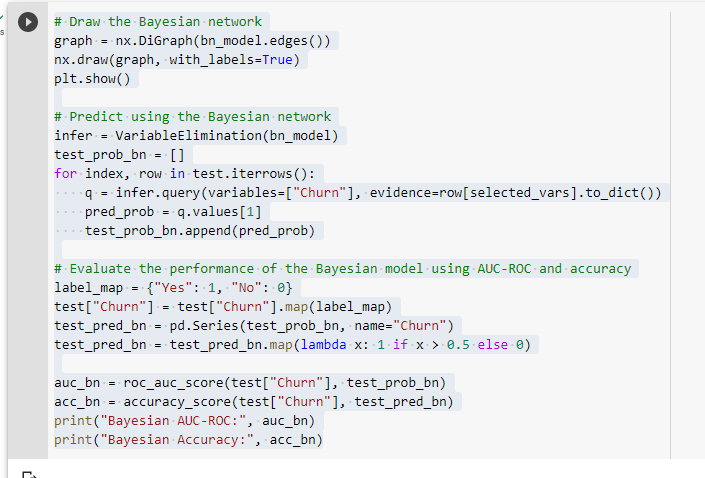 # Draw the Bayesian network
graph = nx.DiGraph(bn_model.edges())
nx.draw(graph, with_labels=True)
plt.show()
# Predict using the Bayesian network
infer = VariableElimination(bn_model)
test_prob_bn = []
for index, row in test.iterrows():
    q = infer.query(variables=["Churn"], evidence=row[selected_vars].to_dict())
    pred_prob = q.values[1]
    test_prob_bn.append(pred_prob)
# Evaluate the performance of the Bayesian model using AUC-ROC and accuracy
label_map = {"Yes": 1, "No": 0}
test["Churn"] = test["Churn"].map(label_map)
test_pred_bn = pd.Series(test_prob_bn, name="Churn")
test_pred_bn = test_pred_bn.map(lambda x: 1 if x > 0.5 else 0)
auc_bn = roc_auc_score(test["Churn"], test_prob_bn)
acc_bn = accuracy_score(test["Churn"], test_pred_bn)
print("Bayesian AUC-ROC:", auc_bn)
print("Bayesian Accuracy:", acc_bn)